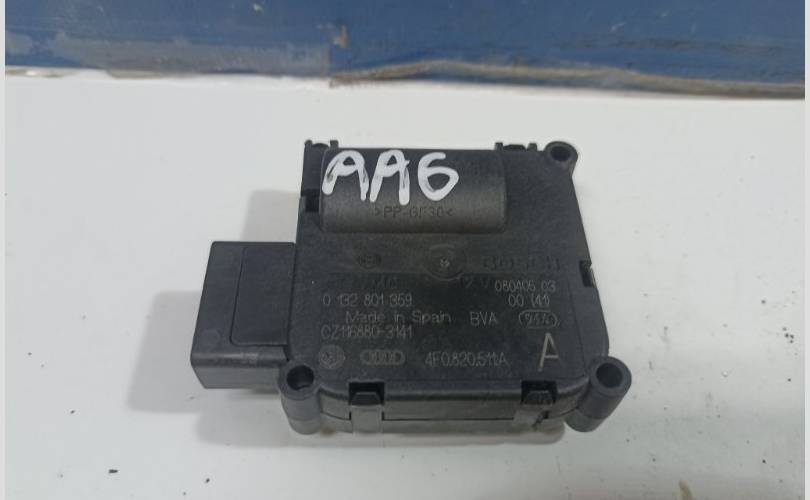 AA6
>PP-GF30<
BOSCH
080405 03
0 132 801 359 00 (41)
Made in Spain BVA
CZ116880-3141
4F0.820.511.A A